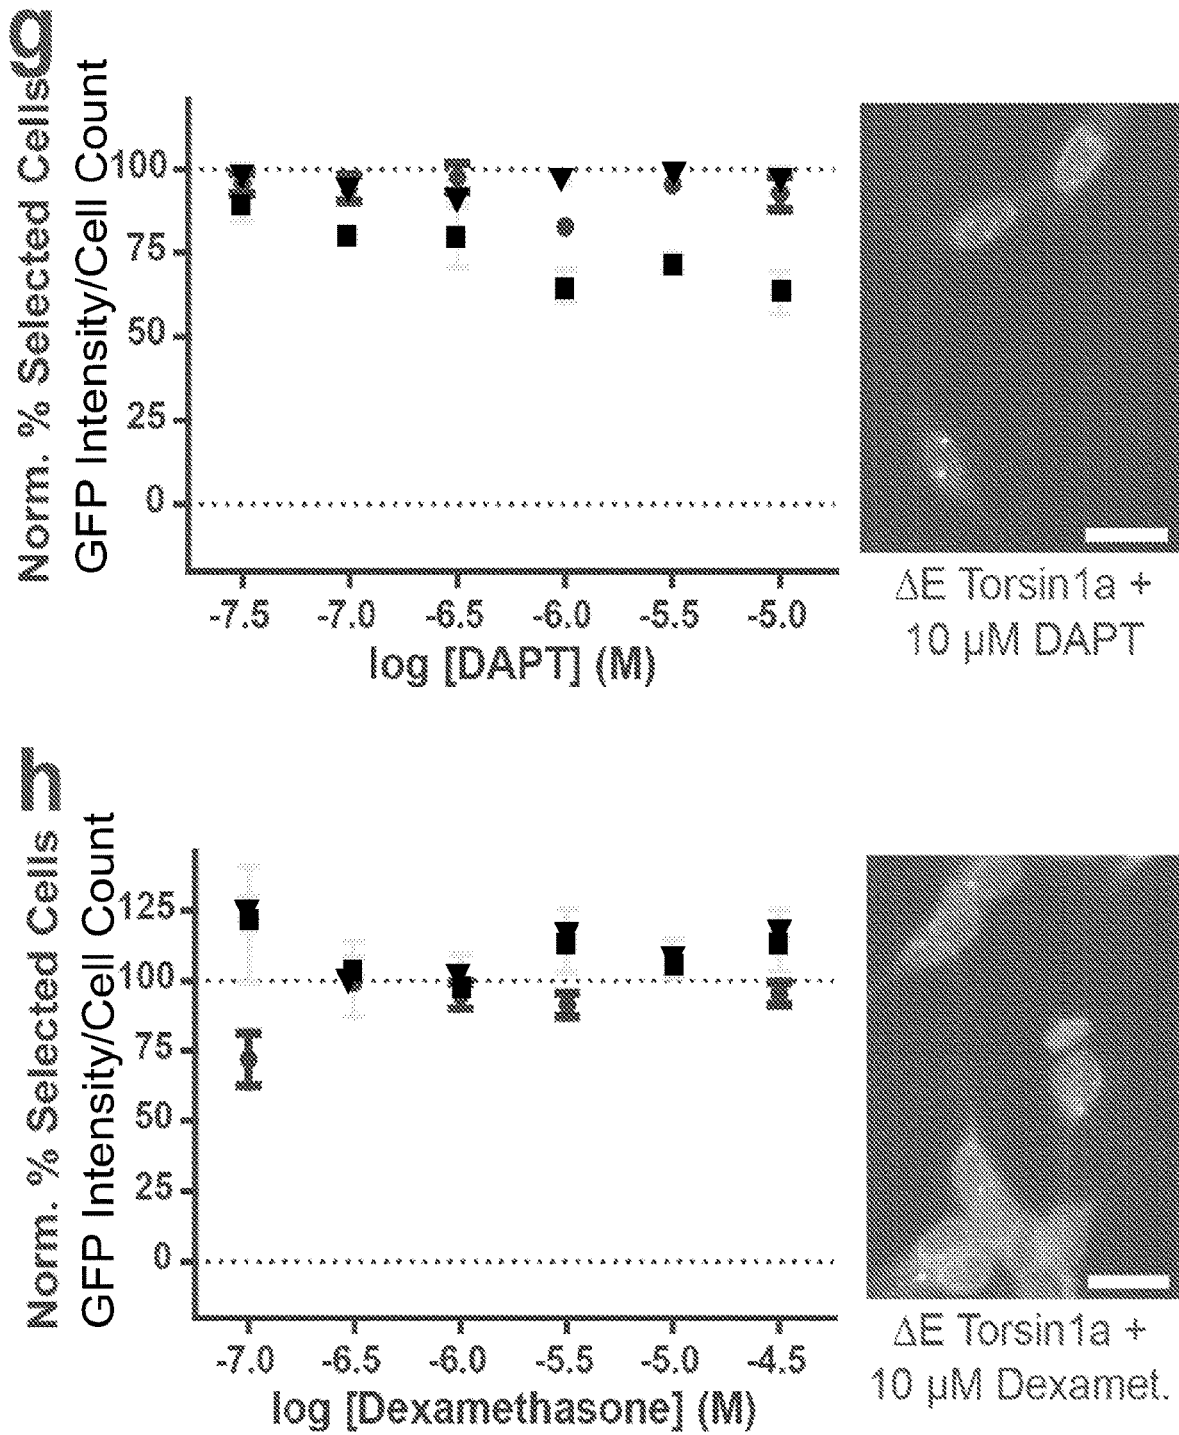 g
Norm. % Selected Cells
GFP Intensity/Cell Count
100
75
50
25
0
-7.5 -7.0 -6.5 -6.0 -5.5 -5.0
log [DAPT] (M)
ΔE Torsin1a +
10 µM DAPT
h
Norm. % Selected Cells
GFP Intensity/Cell Count
125
100
75
50
25
0
-7.0 -6.5 -6.0 -5.5 -5.0 -4.5
log [Dexamethasone] (M)
ΔE Torsin1a +
10 µM Dexamet.